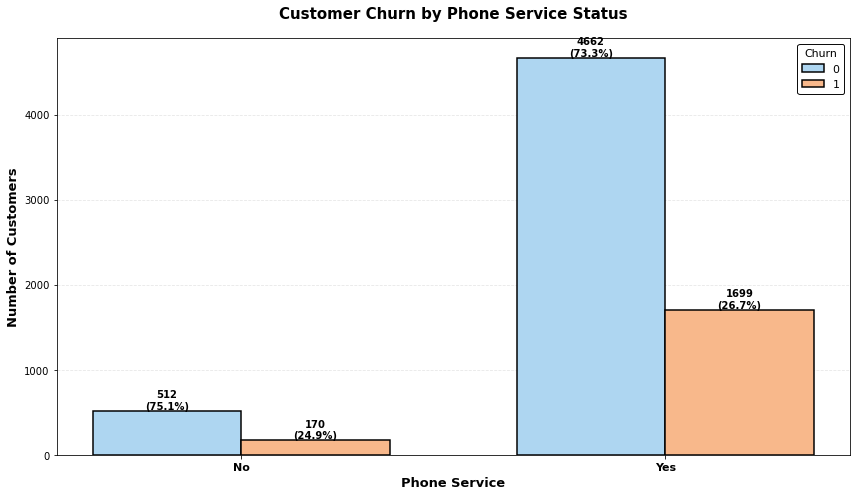 Customer Churn by Phone Service Status
Number of Customers
4000
3000
2000
1000
0
4662
(73.3%)
1699
(26.7%)
512
(75.1%)
170
(24.9%)
Churn
0
1
No
Yes
Phone Service